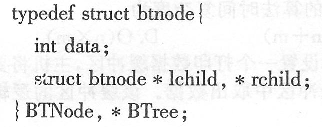 typedef struct btnode{
int data;
struct btnode * lchild, * rchild;
} BTNode, * BTree;